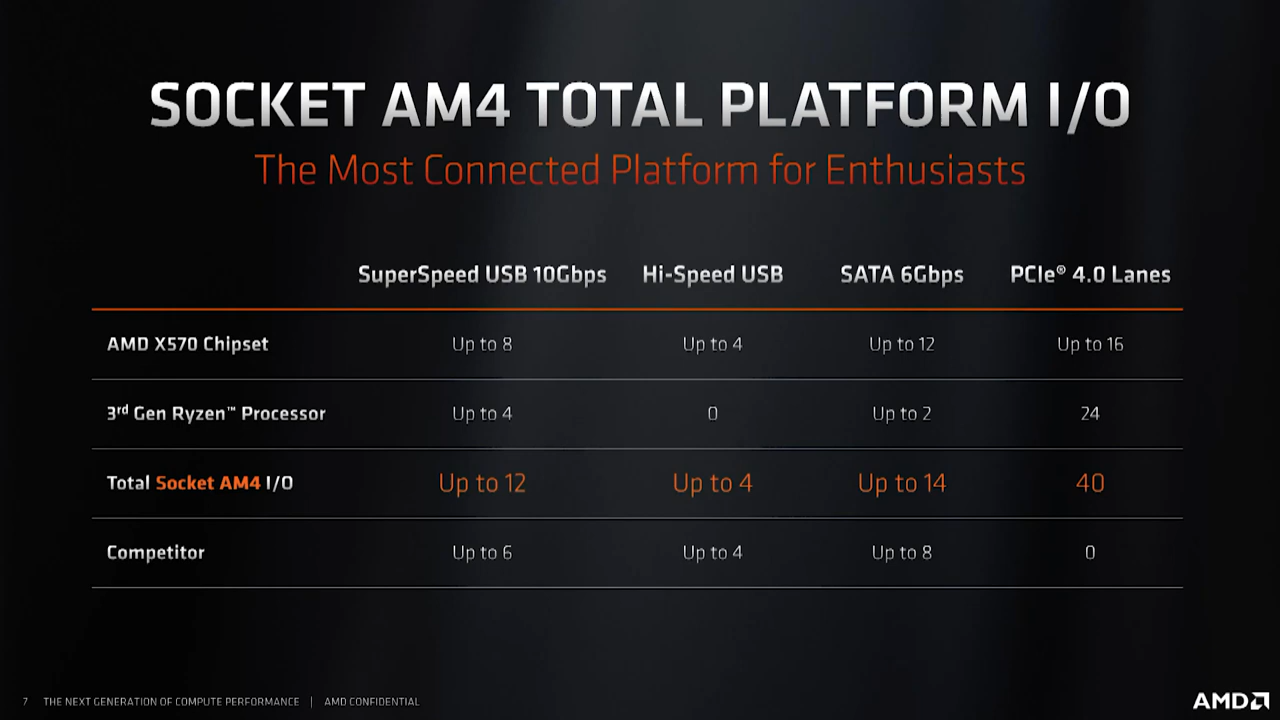 SOCKET AM4 TOTAL PLATFORM I/O
The Most Connected Platform for Enthusiasts
SuperSpeed USB 10Gbps Hi-Speed USB SATA 6Gbps PCIe® 4.0 Lanes
AMD X570 Chipset Up to 8 Up to 4 Up to 12 Up to 16
3rd Gen Ryzen™ Processor Up to 4 0 Up to 2 24
Total Socket AM4 I/O Up to 12 Up to 4 Up to 14 40
Competitor Up to 6 Up to 4 Up to 8 0
7 THE NEXT GENERATION OF COMPUTE PERFORMANCE | AMD CONFIDENTIAL
AMD